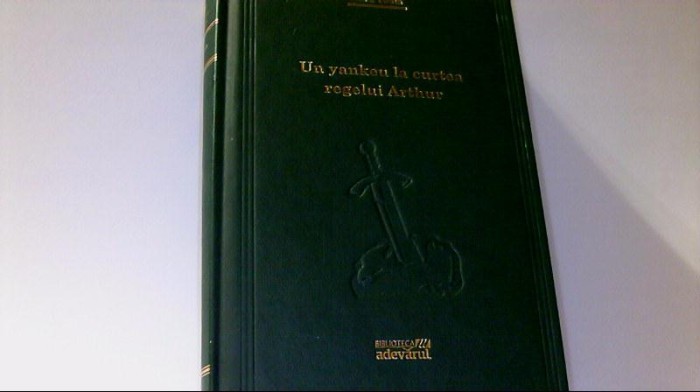 Un yankeu la curtea
regelui Arthur
BIBLIOTECA
adevărul